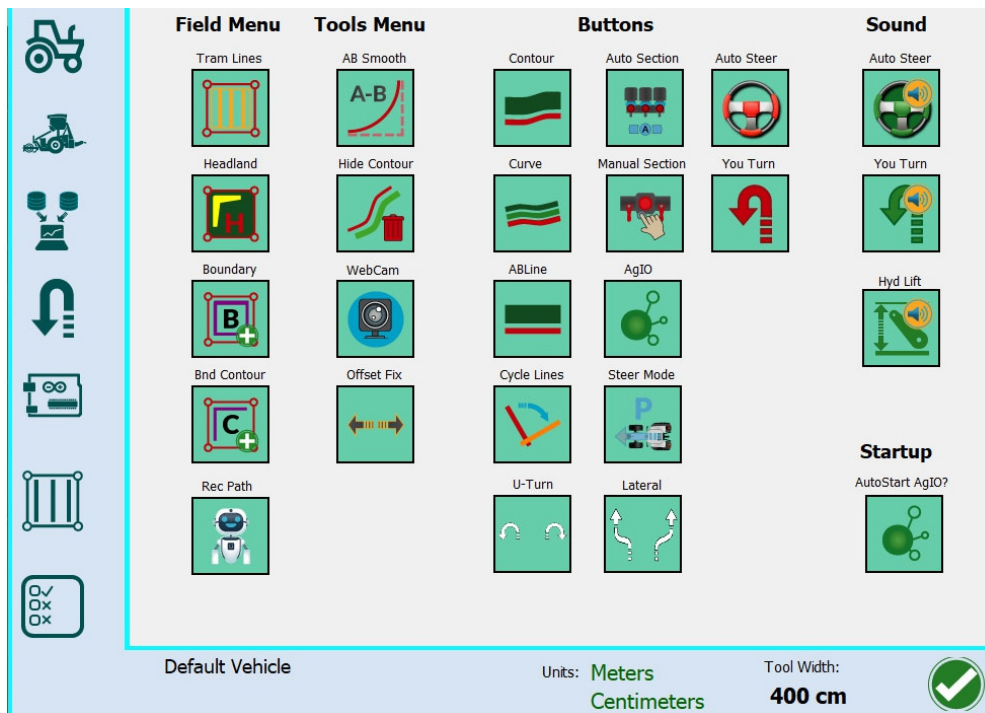 Field Menu Tools Menu Buttons Sound
Tram Lines AB Smooth Contour Auto Section Auto Steer Auto Steer
A-B
A
Headland Hide Contour Curve Manual Section You Turn You Turn
H
Boundary WebCam ABLine AgIO Hyd Lift
B
Bnd Contour Offset Fix Cycle Lines Steer Mode
C P
Startup
Rec Path U-Turn Lateral AutoStart AgIO?
Default Vehicle Units: Meters Tool Width:
Centimeters 400 cm